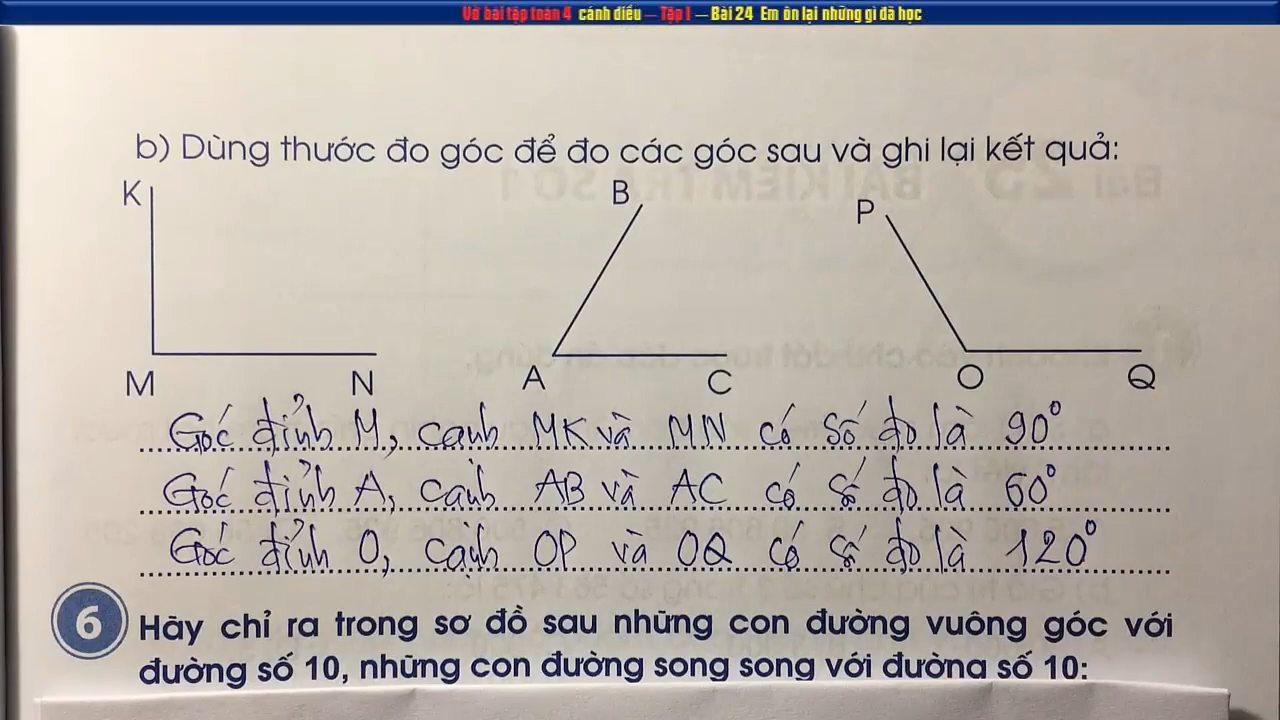 Vở bài tập toán 4 cánh diều – Tập 1 – Bài 24 Em ôn lại những gì đã học
b) Dùng thước đo góc để đo các góc sau và ghi lại kết quả:
K B P
M N A C O Q
Góc đỉnh M, cạnh MK và MN có số đo là 90°
Góc đỉnh A, cạnh AB và AC có số đo là 60°
Góc đỉnh O, cạnh OP và OQ có số đo là 120°
6 Hãy chỉ ra trong sơ đồ sau những con đường vuông góc với
đường số 10, những con đường song song với đường số 10: